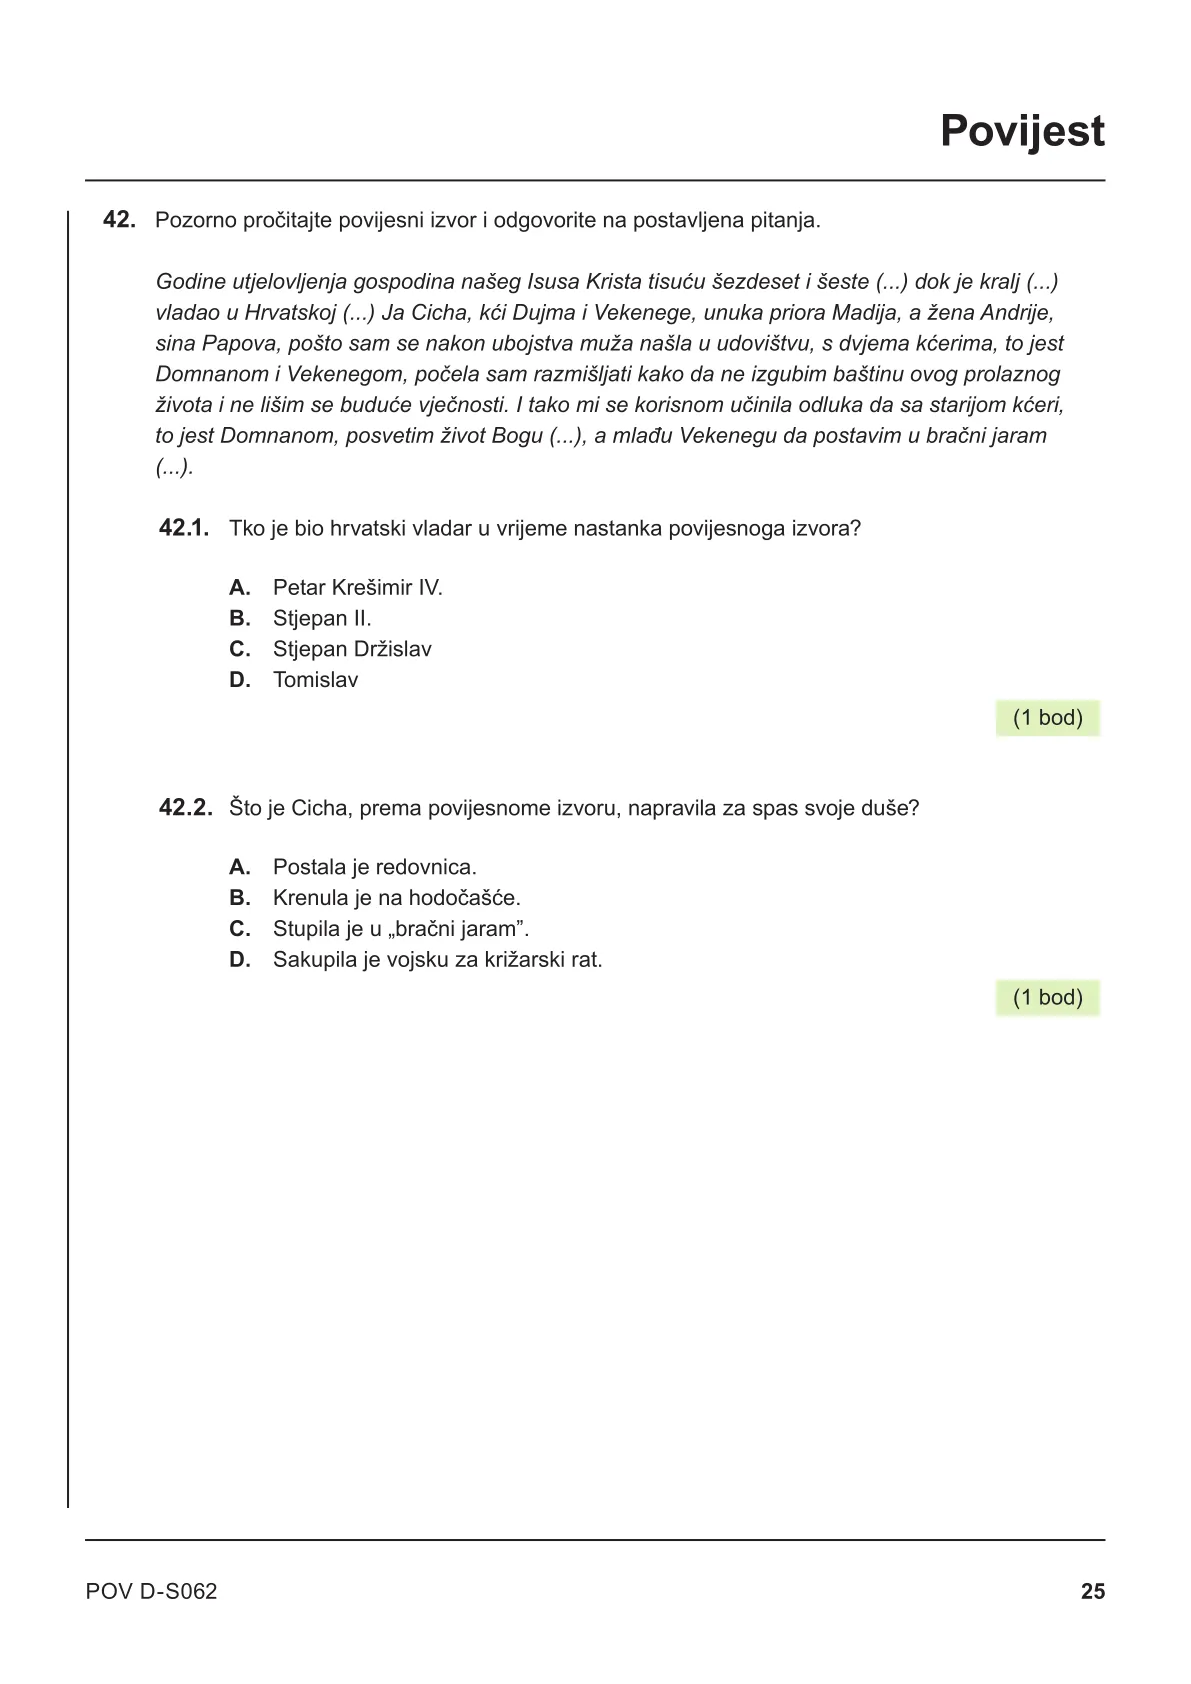 Povijest
42. Pozorno pročitajte povijesni izvor i odgovorite na postavljena pitanja.
Godine utjelovljenja gospodina našeg Isusa Krista tisuću šezdeset i šeste (...) dok je kralj (...)
vladao u Hrvatskoj (...) Ja Cicha, kći Dujma i Vekenege, unuka priora Madija, a žena Andrije,
sina Papova, pošto sam se nakon ubojstva muža našla u udovištvu, s dvjema kćerima, to jest
Domnanom i Vekenegom, počela sam razmišljati kako da ne izgubim baštinu ovog prolaznog
života i ne lišim se buduće vječnosti. I tako mi se korisnom učinila odluka da sa starijom kćeri,
to jest Domnanom, posvetim život Bogu (...), a mlađu Vekenegu da postavim u bračni jaram
(...).
42.1. Tko je bio hrvatski vladar u vrijeme nastanka povijesnoga izvora?
A. Petar Krešimir IV.
B. Stjepan II.
C. Stjepan Držislav
D. Tomislav
(1 bod)
42.2. Što je Cicha, prema povijesnome izvoru, napravila za spas svoje duše?
A. Postala je redovnica.
B. Krenula je na hodočašće.
C. Stupila je u „bračni jaram”.
D. Sakupila je vojsku za križarski rat.
(1 bod)
POV D-S062
25